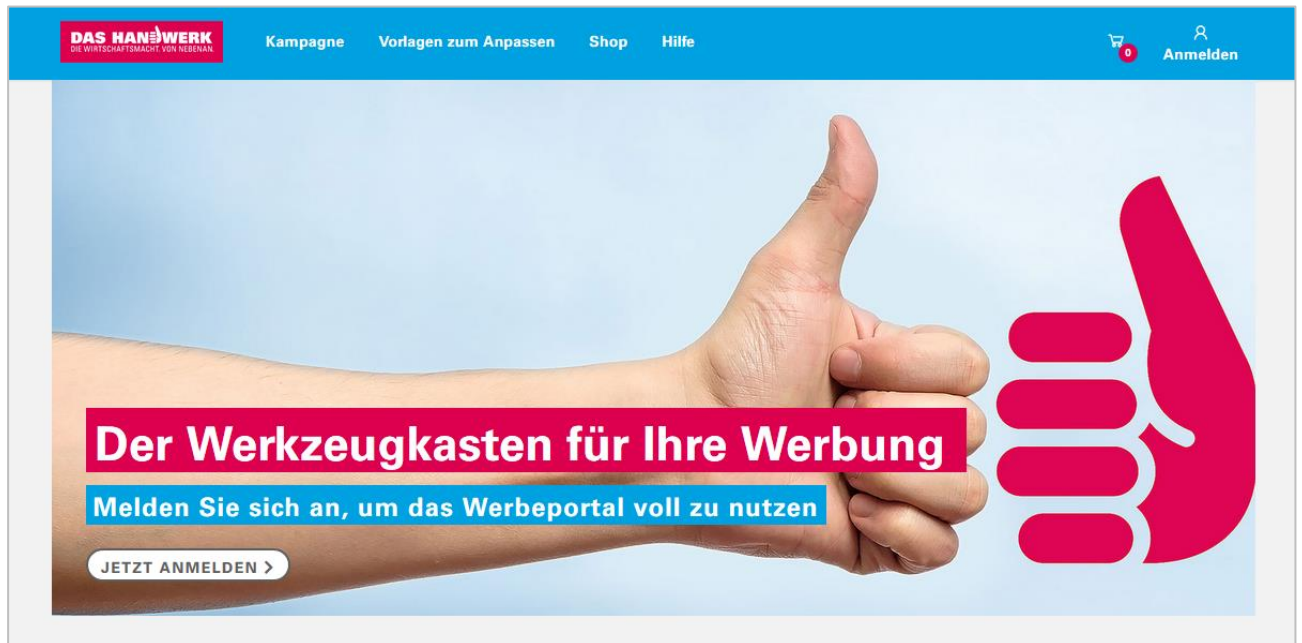 DAS HANDWERK
DIE WIRTSCHAFTSMACHT. VON NEBENAN.
Kampagne
Vorlagen zum Anpassen
Shop
Hilfe
0
Anmelden
Der Werkzeugkasten für Ihre Werbung
Melden Sie sich an, um das Werbeportal voll zu nutzen
JETZT ANMELDEN >